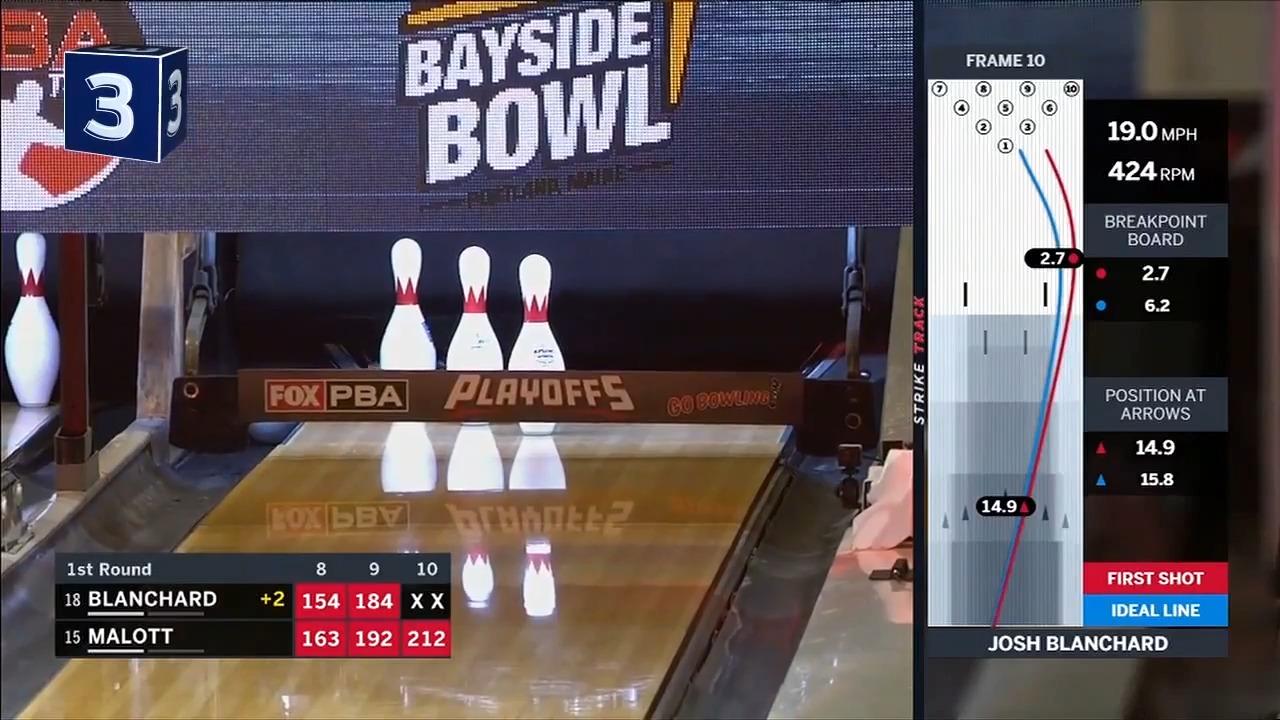 BA
3
3
BAYSIDE
BOWL
PORTLAND, MAINE
FOX PBA
PLAYOFFS
GO BOWLING
1st Round 8 9 10
18 BLANCHARD +2 154 184 X X
15 MALOTT 163 192 212
STRIKE TRACK
FRAME 10
7 8 9 10
4 5 6
2 3
1
2.7
14.9
19.0 MPH
424 RPM
BREAKPOINT
BOARD
2.7
6.2
POSITION AT
ARROWS
14.9
15.8
FIRST SHOT
IDEAL LINE
JOSH BLANCHARD